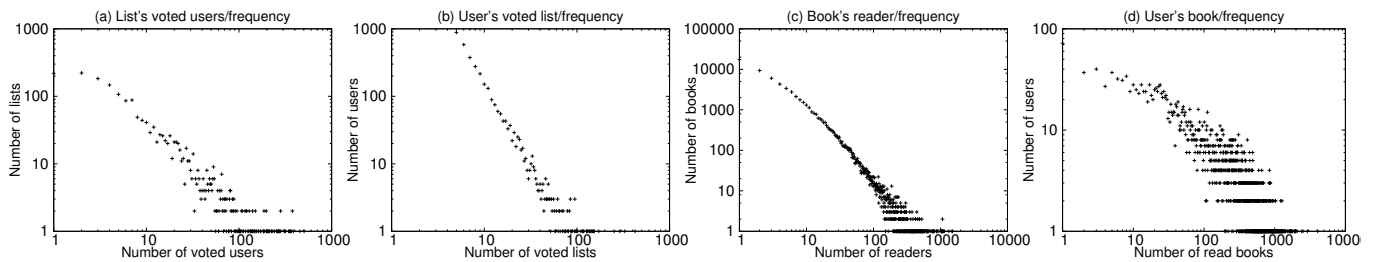 (a) List's voted users/frequency
1000
100
10
1
1 10 100 1000
Number of lists
Number of voted users
(b) User's voted list/frequency
1000
100
10
1
1 10 100 1000
Number of users
Number of voted lists
(c) Book's reader/frequency
100000
10000
1000
100
10
1
1 10 100 1000 10000
Number of books
Number of readers
(d) User's book/frequency
100
10
1
1 10 100 1000 10000
Number of users
Number of read books